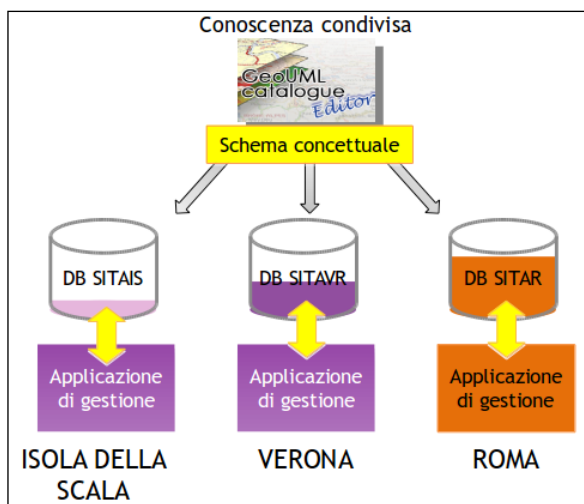 Conoscenza condivisa
GeoUML
catalogue
Editor
Schema concettuale
DB SITAIS
DB SITAVR
DB SITAR
Applicazione
di gestione
Applicazione
di gestione
Applicazione
di gestione
ISOLA DELLA
SCALA
VERONA
ROMA